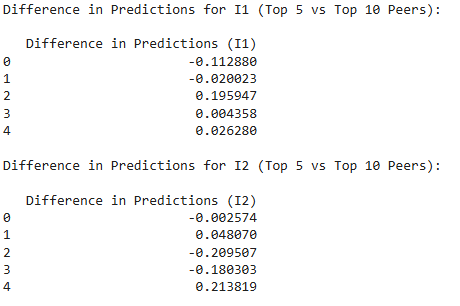 Difference in Predictions for I1 (Top 5 vs Top 10 Peers):
Difference in Predictions (I1)
0 -0.112880
1 -0.020023
2 0.195947
3 0.004358
4 0.026280
Difference in Predictions for I2 (Top 5 vs Top 10 Peers):
Difference in Predictions (I2)
0 -0.002574
1 0.048070
2 -0.209507
3 -0.180303
4 0.213819